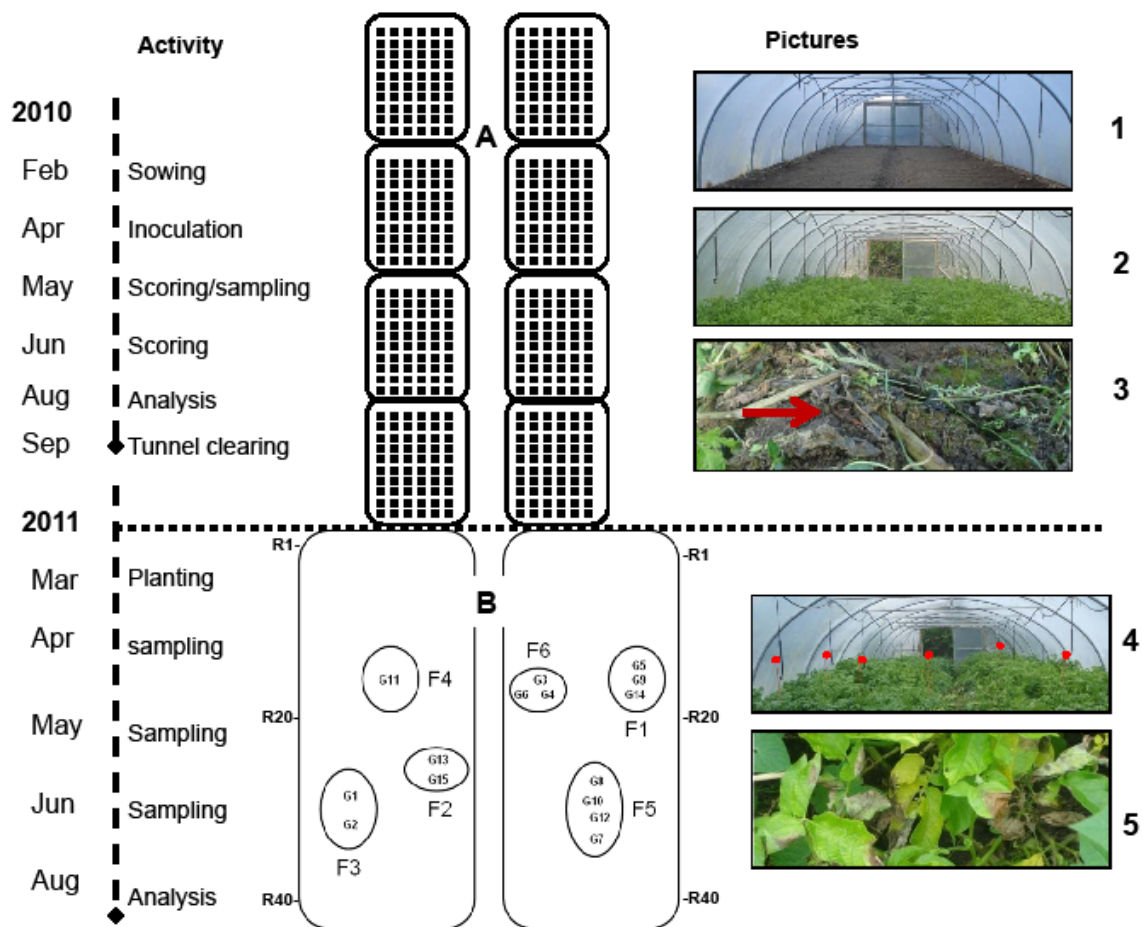 Activity
Pictures
2010
A
1
Feb
Sowing
Apr
Inoculation
2
May
Scoring/sampling
Jun
Scoring
3
Aug
Analysis
Sep
Tunnel clearing
2011
R1-
-R1
Mar
Planting
B
Apr
sampling
4
G11
F4
F6
G3
G6 G4
G5
G9
G14
F1
R20-
-R20
May
Sampling
G13
G15
F2
Jun
Sampling
G1
G2
F3
G8
G10
G12
G7
F5
5
Aug
Analysis
R40-
-R40